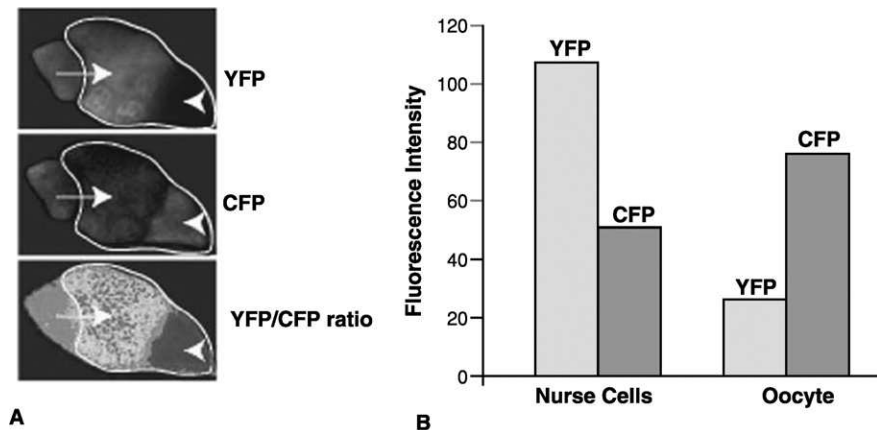 YFP
CFP
YFP/CFP ratio
A
Fluorescence Intensity
120
100
80
60
40
20
0
YFP
CFP
YFP
CFP
Nurse Cells
Oocyte
B